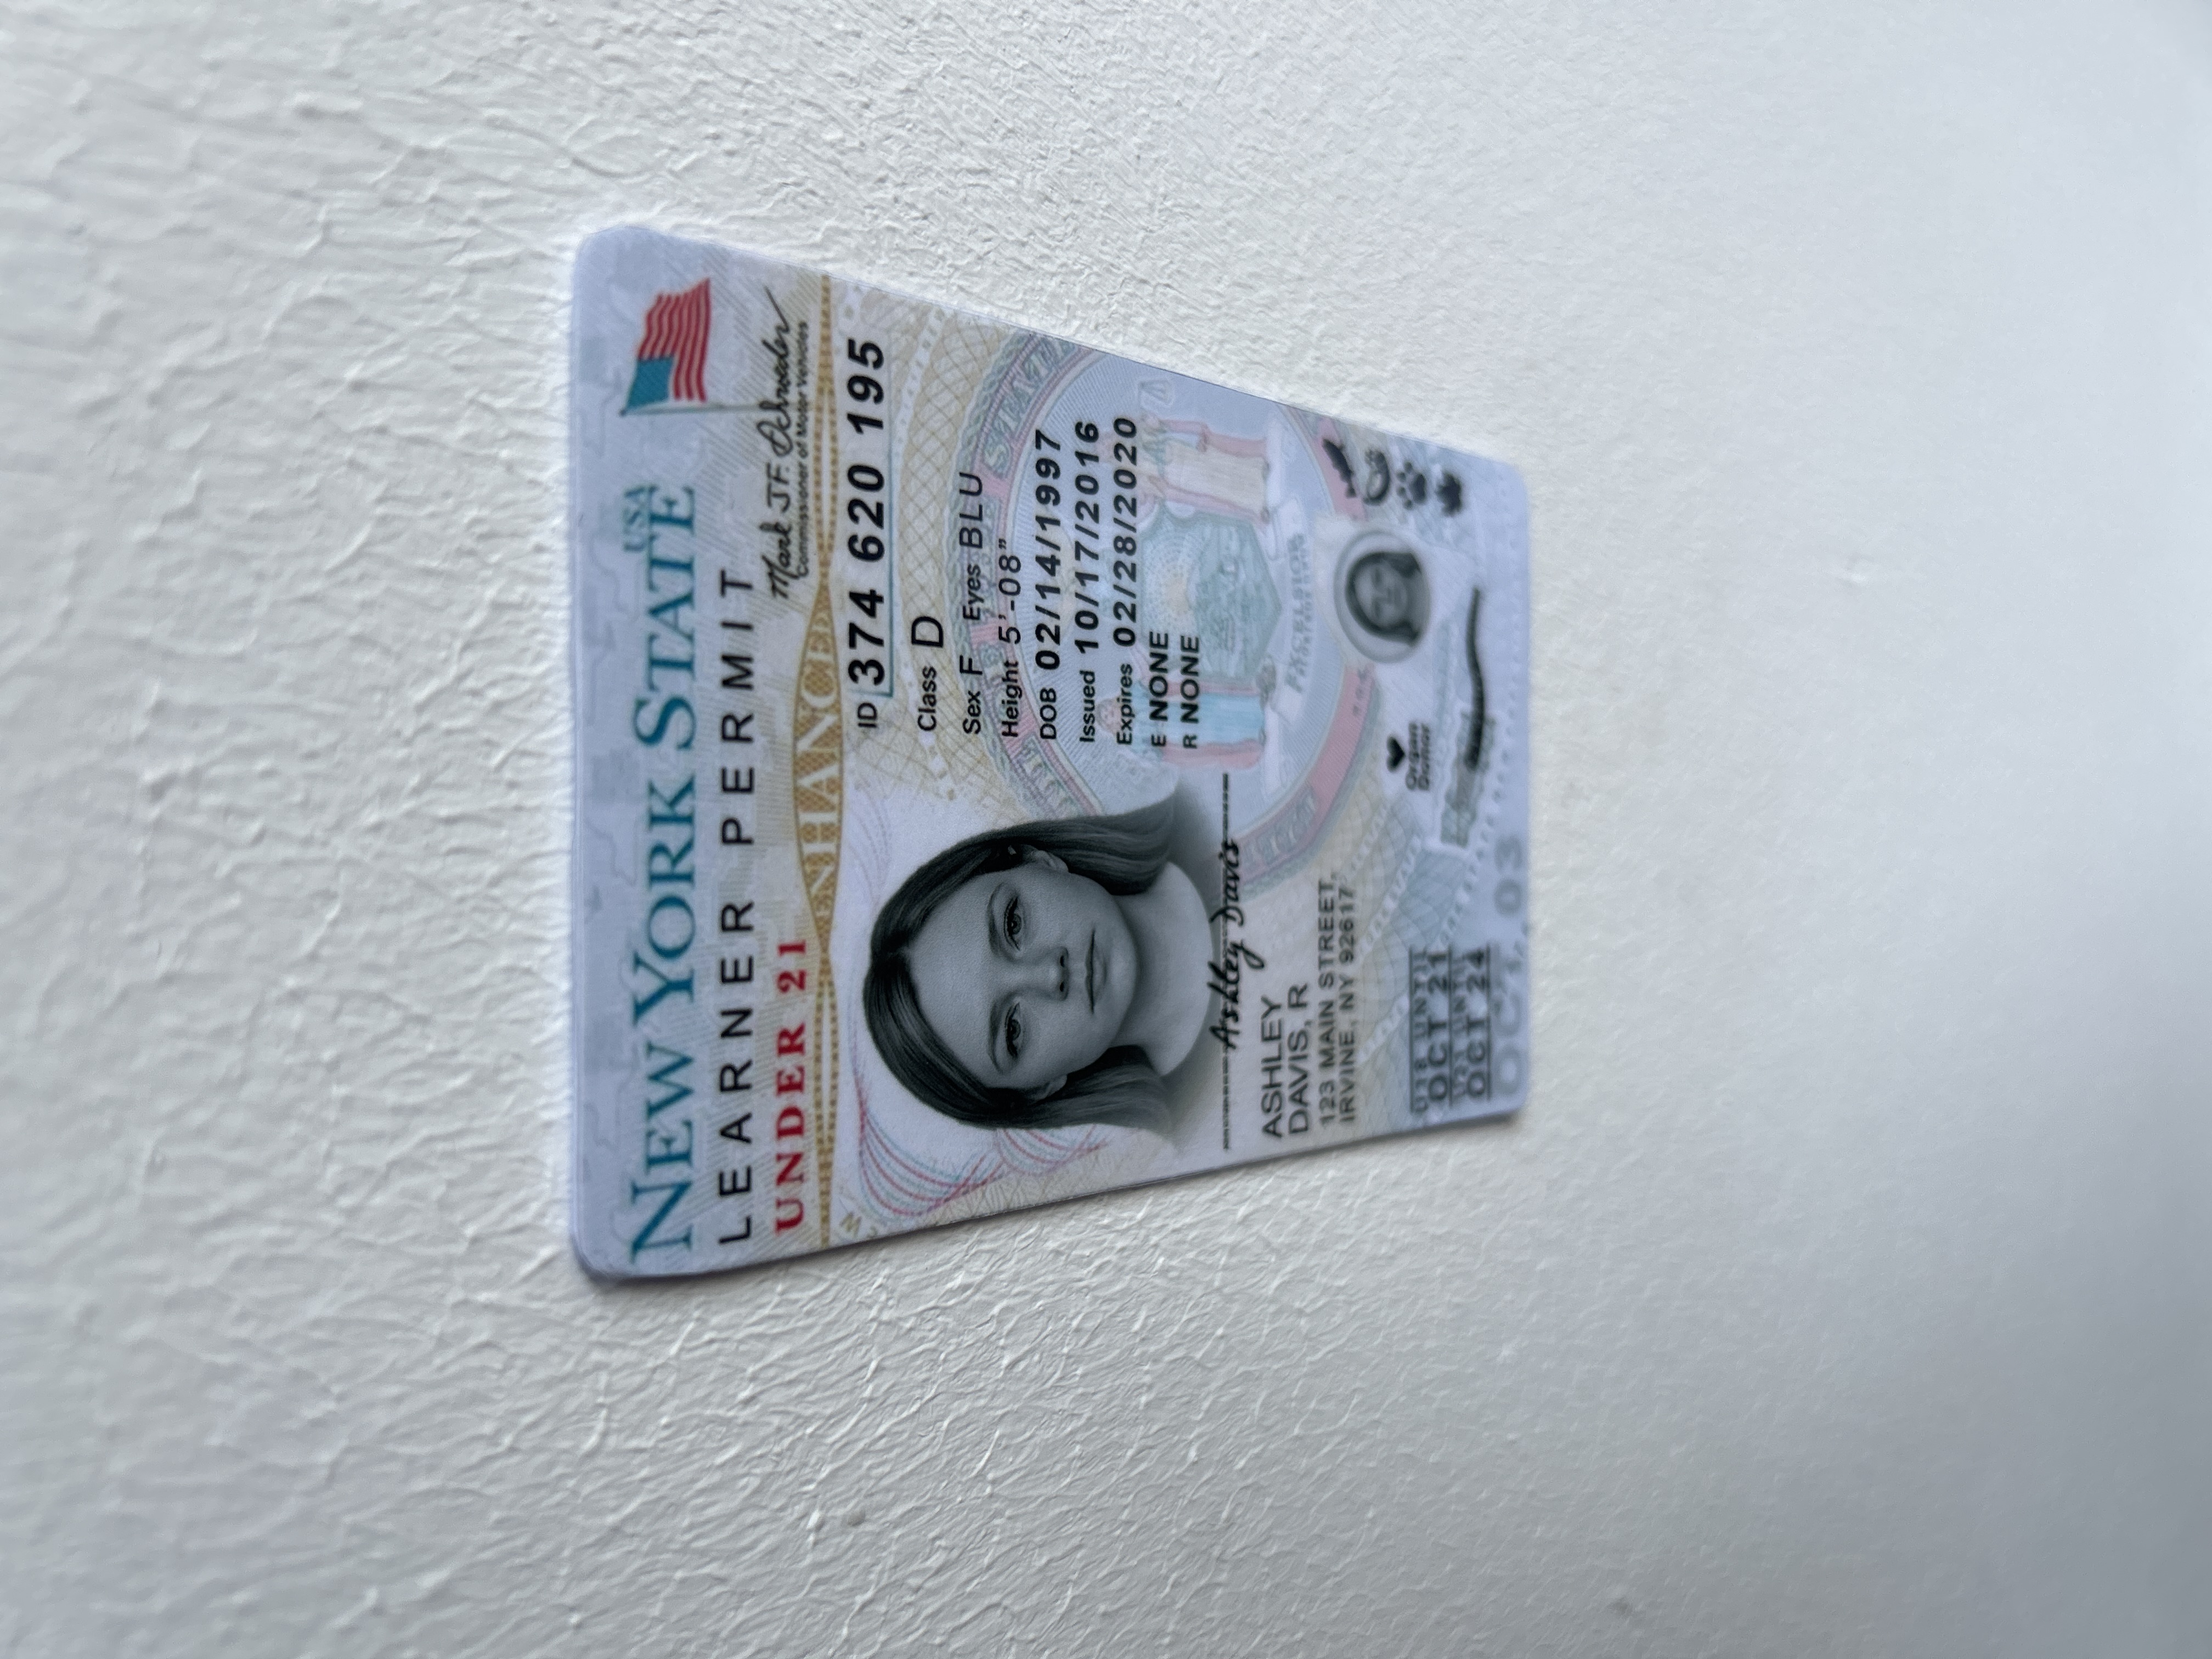 NEW YORK STATE USA
LEARNER PERMIT
UNDER 21
Mark J.F. Schroeder
Commissioner of Motor Vehicles
ENHANCED
ID 374 620 195
Class D
Sex F Eyes BLU
Height 5'-08"
DOB 02/14/1997
Issued 10/17/2016
Expires 02/28/2020
E NONE
R NONE
Ashley Davis
ASHLEY
DAVIS, R
123 MAIN STREET,
IRVINE, NY 92617
EXCELSIOR
Organ
Donor
U18 UNTIL
OCT 21
U21 UNTIL
OCT 24
OCT 03